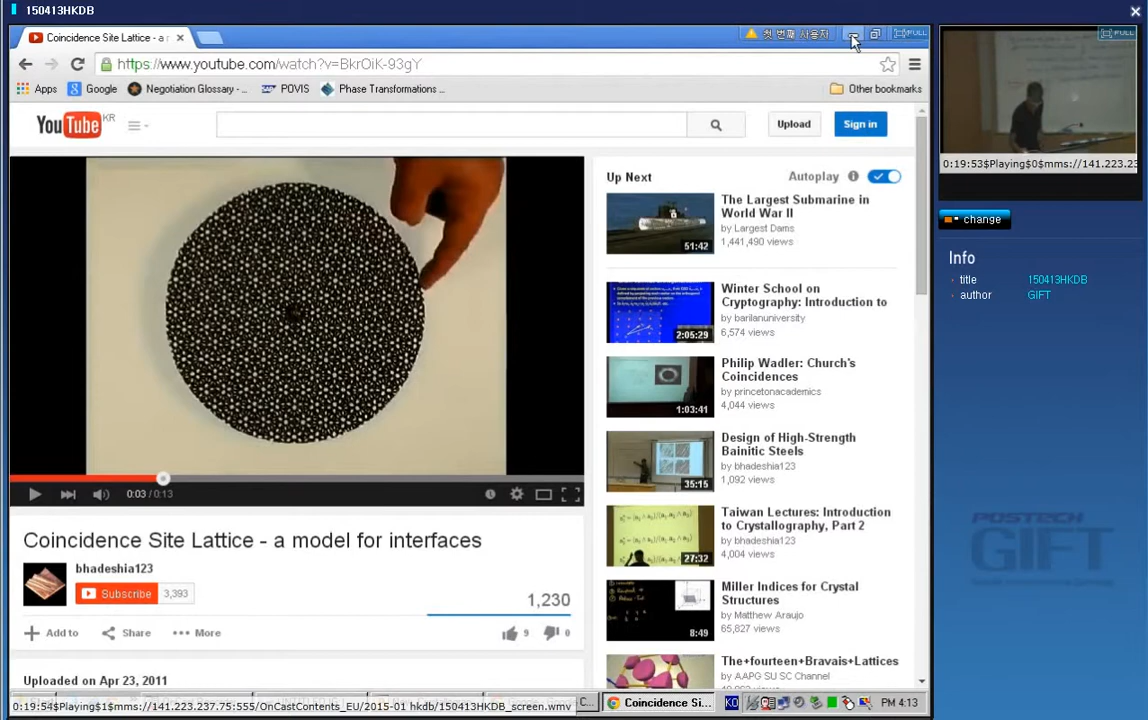 150413HKDB
Coincidence Site Lattice - a r
첫 번째 사용자
FULL
https://www.youtube.com/watch?v=BkrOiK-93gY
Apps
Google
Negotiation Glossary - ...
POVIS
Phase Transformations ...
Other bookmarks
YouTube KR
Upload
Sign in
Up Next
Autoplay
The Largest Submarine in
World War II
by Largest Dams
1,441,490 views
51:42
Winter School on
Cryptography: Introduction to
by barilanuniversity
6,574 views
2:05:29
Philip Wadler: Church's
Coincidences
by princetonacademics
4,044 views
1:03:41
Design of High-Strength
Bainitic Steels
by bhadeshia123
1,092 views
35:15
Taiwan Lectures: Introduction
to Crystallography, Part 2
by bhadeshia123
4,004 views
27:32
Miller Indices for Crystal
Structures
by Matthew Araujo
65,827 views
8:49
The+fourteen+Bravais+Lattices
by AAPG SU SC Channel
0:03 / 0:13
Coincidence Site Lattice - a model for interfaces
bhadeshia123
Subscribe 3,393
1,230
Add to
Share
More
9
0
Uploaded on Apr 23, 2011
0:19:54$Playing$1$mms://141.223.237.75:555/OnCastContents_EU/2015-01 hkdb/150413HKDB_screen.wmv
C...
Coincidence Si...
KO
PM 4:13
FULL
0:19:53$Playing$0$mms://141.223.23
change
Info
title 150413HKDB
author GIFT
POSTECH
GIFT